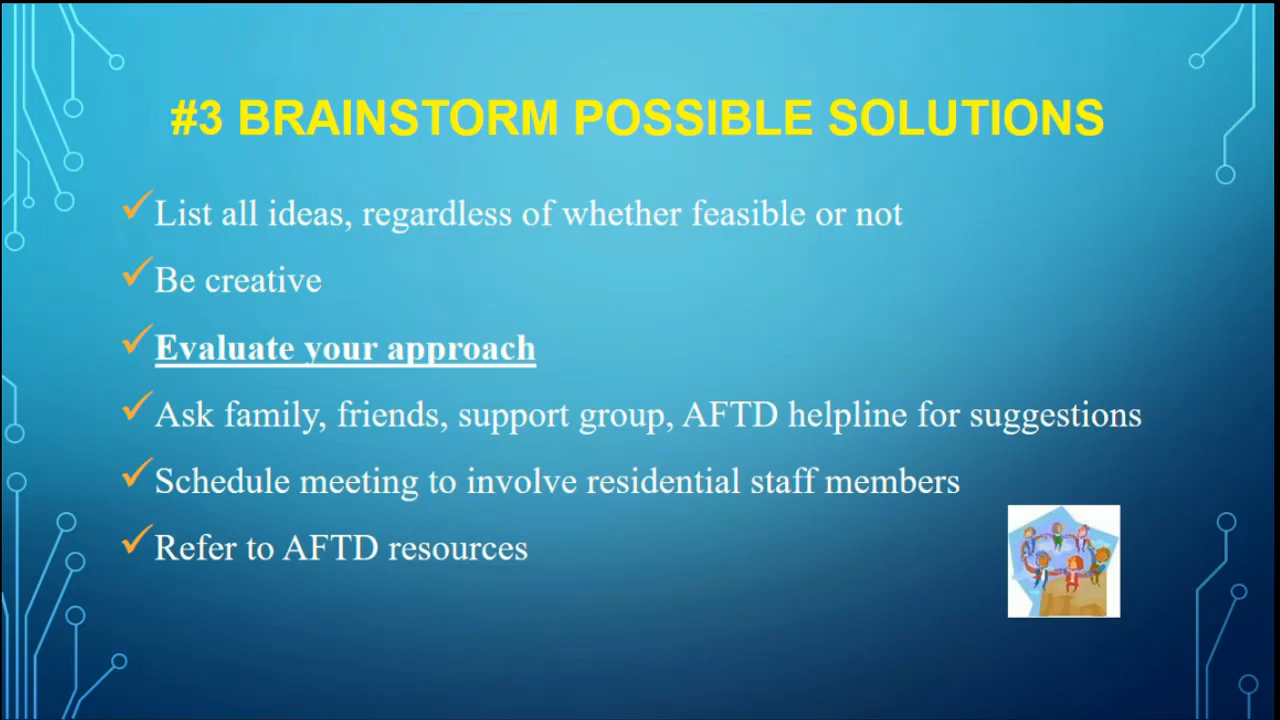 #3 BRAINSTORM POSSIBLE SOLUTIONS
List all ideas, regardless of whether feasible or not
Be creative
Evaluate your approach
Ask family, friends, support group, AFTD helpline for suggestions
Schedule meeting to involve residential staff members
Refer to AFTD resources